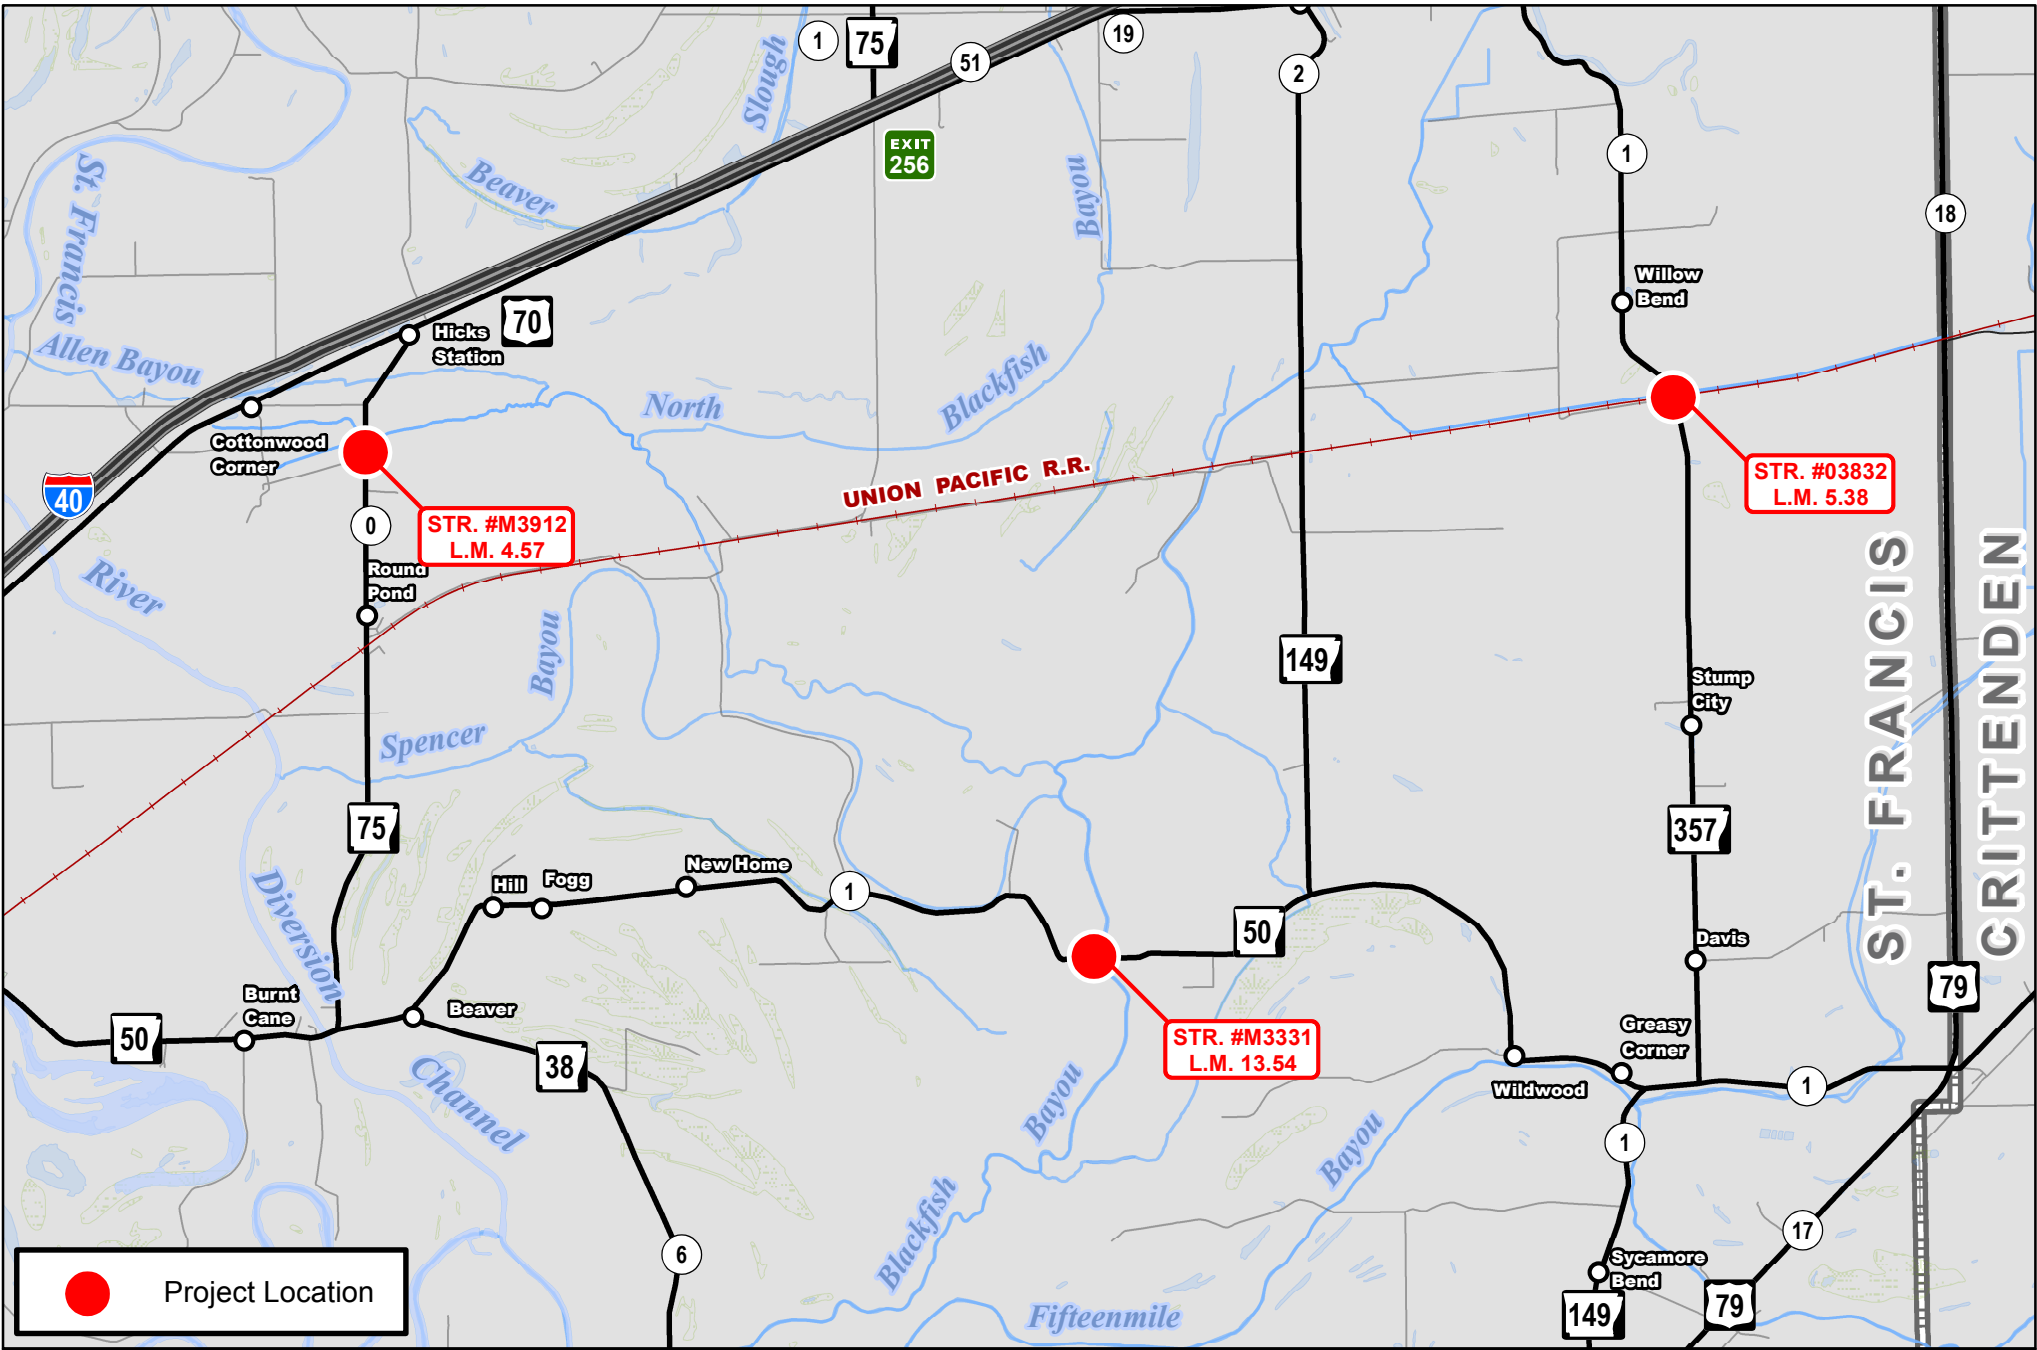 1
75
51
19
2
Slough
EXIT
256
1
18
St. Francis
Beaver
Bayou
Willow
Bend
Hicks
Station
70
Allen Bayou
North
Blackfish
Cottonwood
Corner
40
UNION PACIFIC R.R.
STR. #03832
L.M. 5.38
STR. #M3912
L.M. 4.57
0
Round
Pond
River
Bayou
149
Stump
City
ST. FRANCIS
CRITTENDEN
Spencer
75
357
Diversion
Hill
Fogg
New Home
1
50
Davis
79
Burnt
Cane
Beaver
50
38
STR. #M3331
L.M. 13.54
Greasy
Corner
Wildwood
1
Channel
Bayou
Bayou
1
Blackfish
6
17
Sycamore
Bend
149
79
Fifteenmile
Project Location